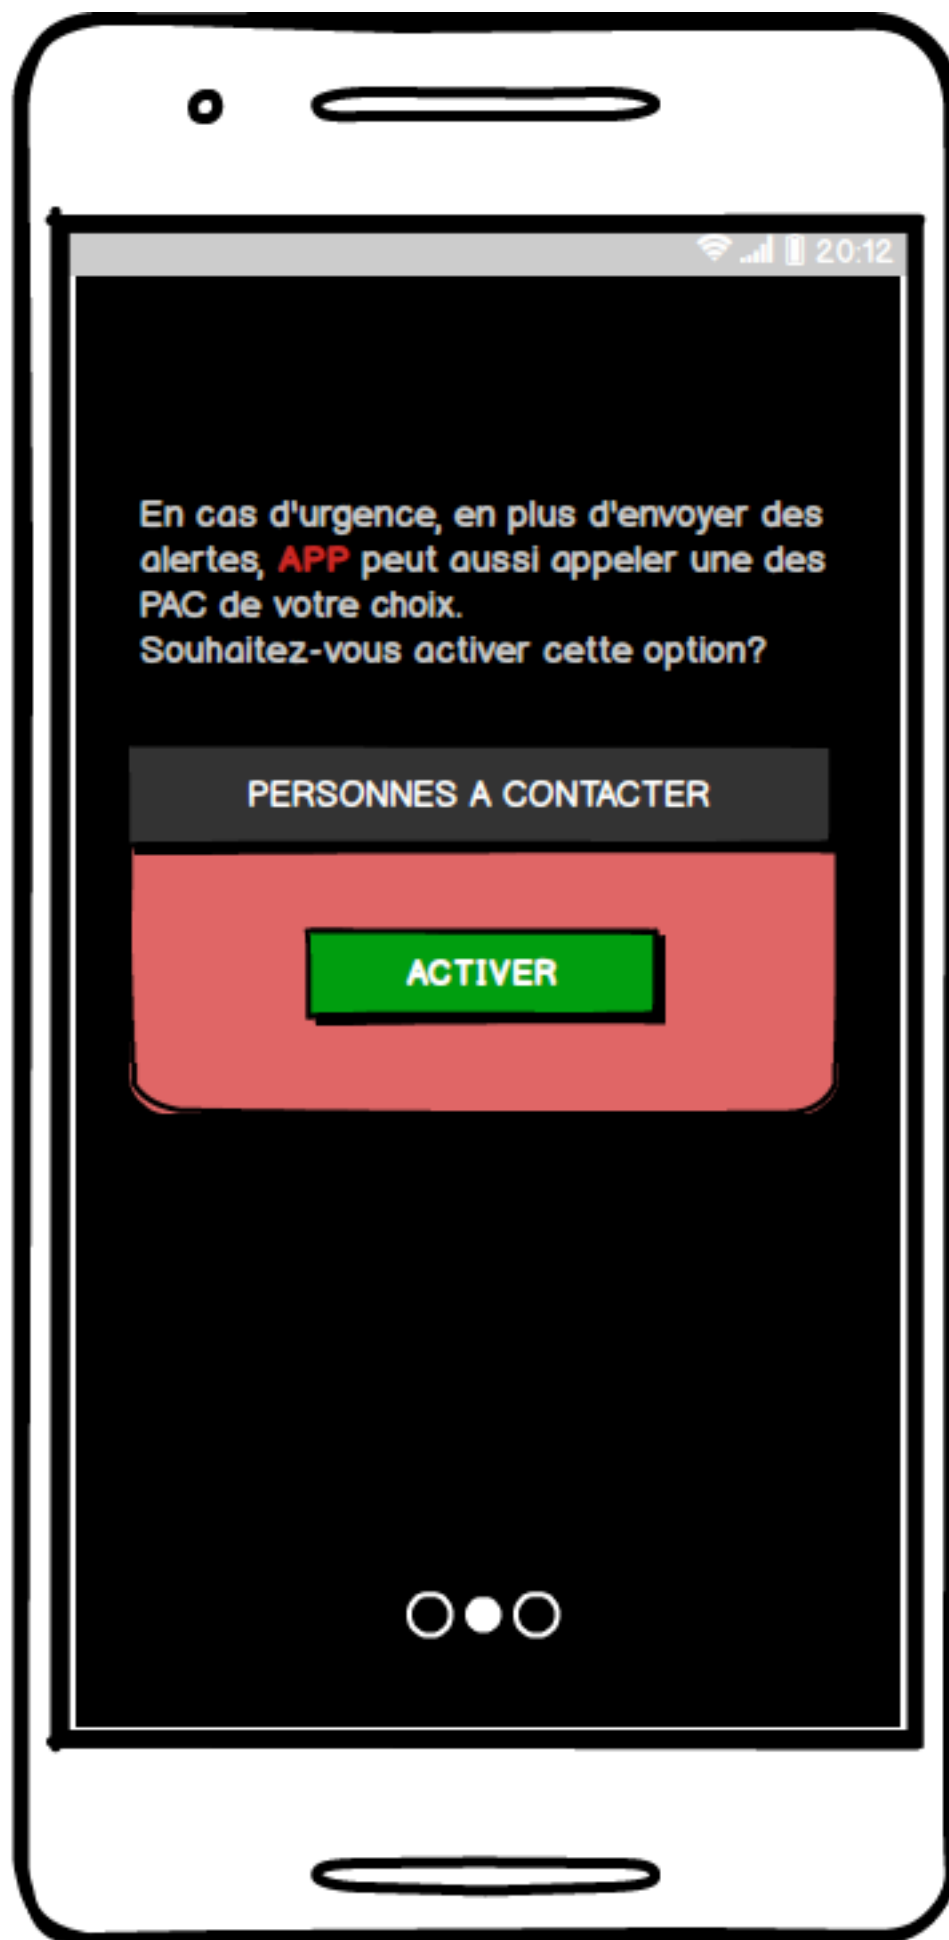 20:12
En cas d'urgence, en plus d'envoyer des
alertes, APP peut aussi appeler une des
PAC de votre choix.
Souhaitez-vous activer cette option?
PERSONNES A CONTACTER
ACTIVER